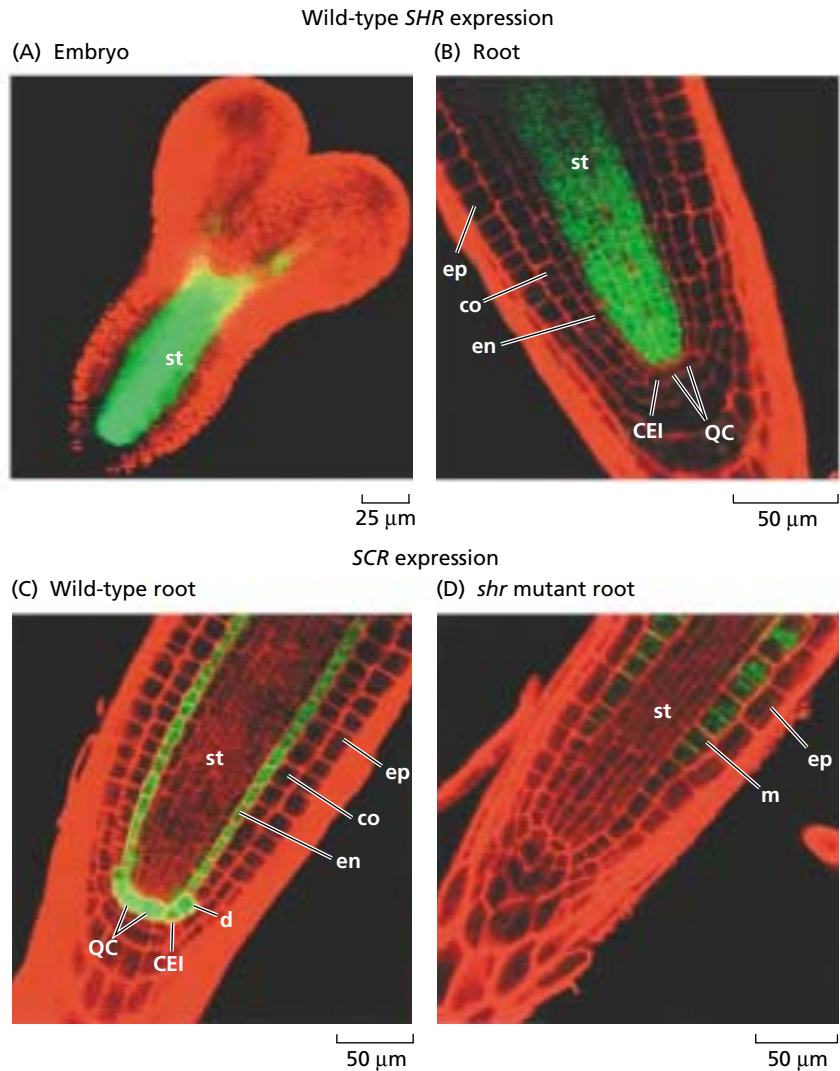 Wild-type SHR expression
(A) Embryo
(B) Root
st
st
ep
co
en
CEI
QC
25 μm
50 μm
SCR expression
(C) Wild-type root
(D) shr mutant root
st
ep
co
en
d
QC
CEI
st
ep
m
50 μm
50 μm